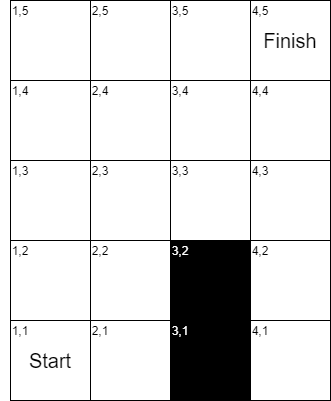 1,5 2,5 3,5 4,5
Finish
1,4 2,4 3,4 4,4
1,3 2,3 3,3 4,3
1,2 2,2 3,2 4,2
1,1 2,1 3,1 4,1
Start